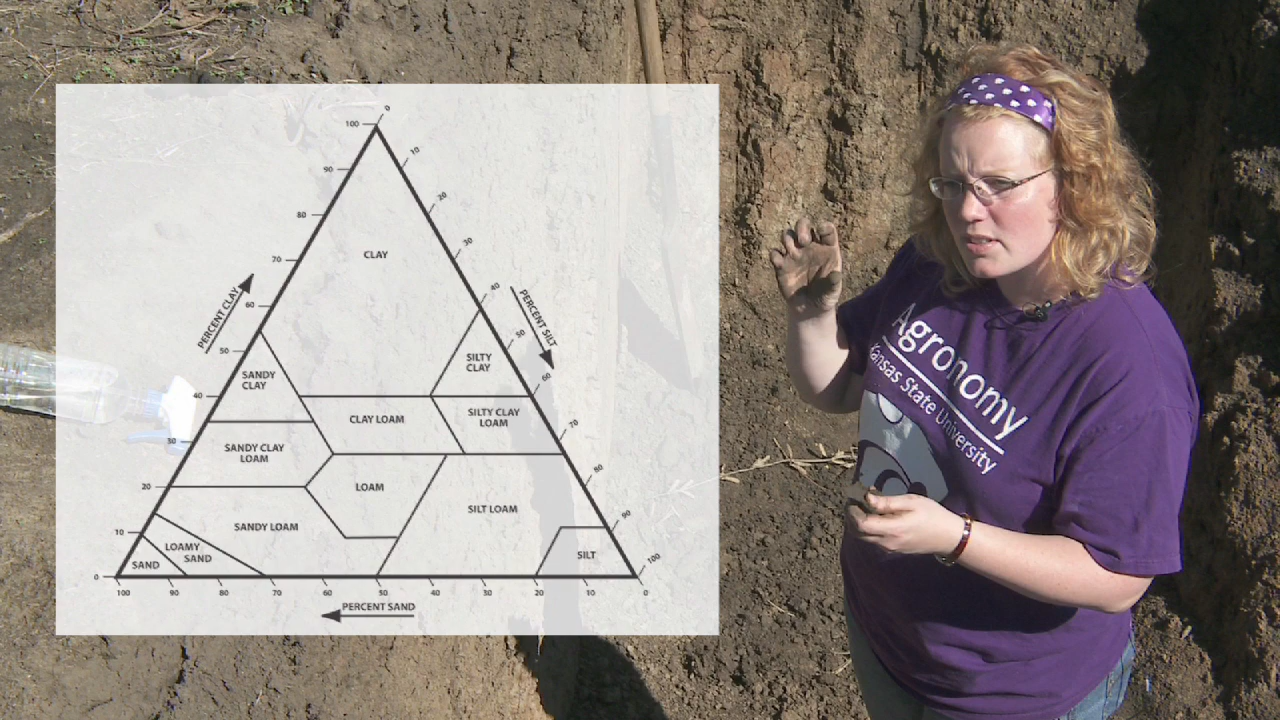 0
100
90
80
70
60
50
40
30
20
10
0
10
20
30
40
50
60
70
80
90
100
PERCENT CLAY
PERCENT SILT
CLAY
SILTY
CLAY
SANDY
CLAY
CLAY LOAM
SILTY CLAY
LOAM
SANDY CLAY
LOAM
LOAM
SILT LOAM
SANDY LOAM
LOAMY
SAND
SAND
SILT
100
90
80
70
60
50
40
30
20
10
0
PERCENT SAND
Agronomy
Kansas State University